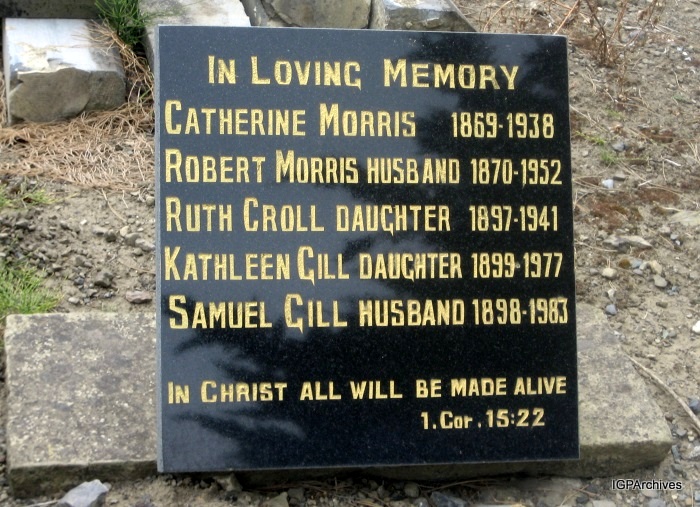 In Loving Memory
Catherine Morris 1869-1938
Robert Morris husband 1870-1952
Ruth Croll daughter 1897-1941
Kathleen Gill daughter 1899-1977
Samuel Gill husband 1898-1983
In Christ all will be made alive
1.Cor.15:22
IGPArchives